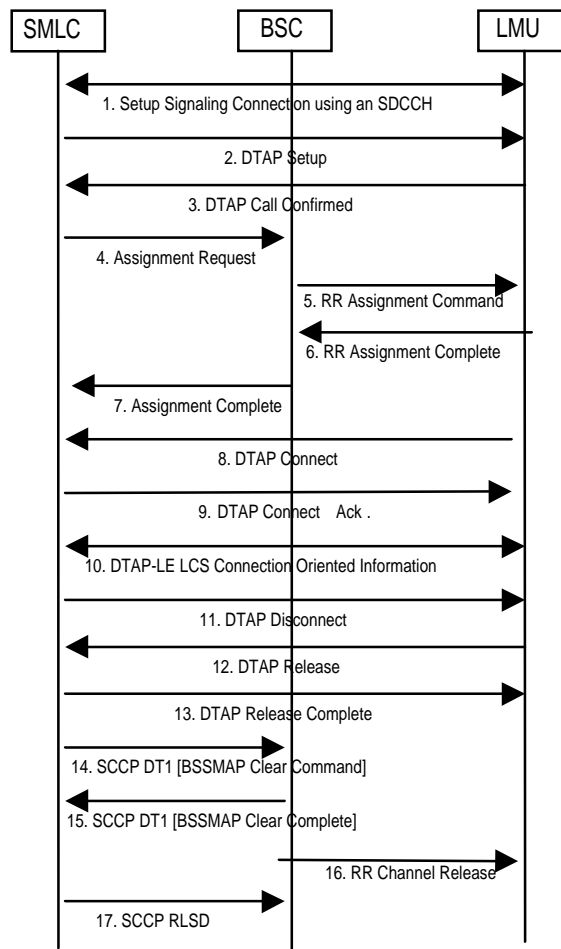 SMLC BSC LMU
1. Setup Signaling Connection using an SDCCH
2. DTAP Setup
3. DTAP Call Confirmed
4. Assignment Request
5. RR Assignment Command
6. RR Assignment Complete
7. Assignment Complete
8. DTAP Connect
9. DTAP Connect Ack .
10. DTAP-LE LCS Connection Oriented Information
11. DTAP Disconnect
12. DTAP Release
13. DTAP Release Complete
14. SCCP DT1 [BSSMAP Clear Command]
15. SCCP DT1 [BSSMAP Clear Complete]
16. RR Channel Release
17. SCCP RLSD